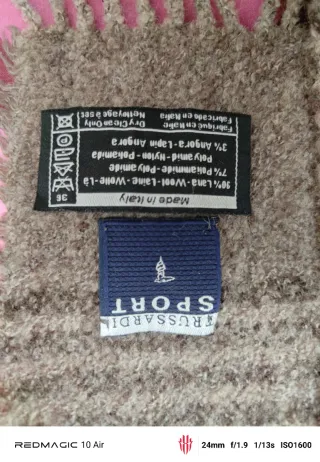 TRUSSARDI
SPORT
Made in Italy
36
90% Lana - Wool - Laine - Wolle - Lã
7% Poliammide - Polyamide
Polyamid - Nylon - Poliamida
3% Angora - Lapin Angora
Dry Clean Only
Nettoyage à sec
Fabriqué en Italie
Fabricado en Italia
REDMAGIC 10 Air
24mm f/1.9 1/13s ISO1600